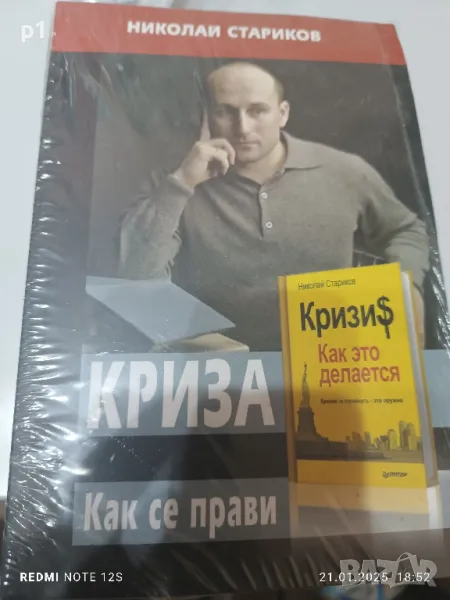 p1.
НИКОЛАЙ СТАРИКОВ
Николай Стариков
Кризи$
Как это
делается
КРИЗА
Как се прави
REDMI NOTE 12S
21.01.2025 18:52
BAZAR